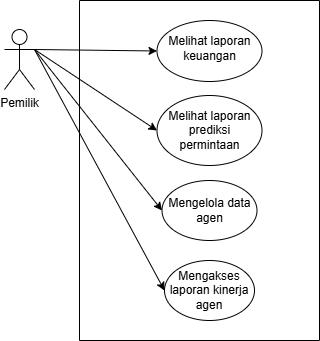 Melihat laporan
keuangan
Pemilik
Melihat laporan
prediksi
permintaan
Mengelola data
agen
Mengakses
laporan kinerja
agen